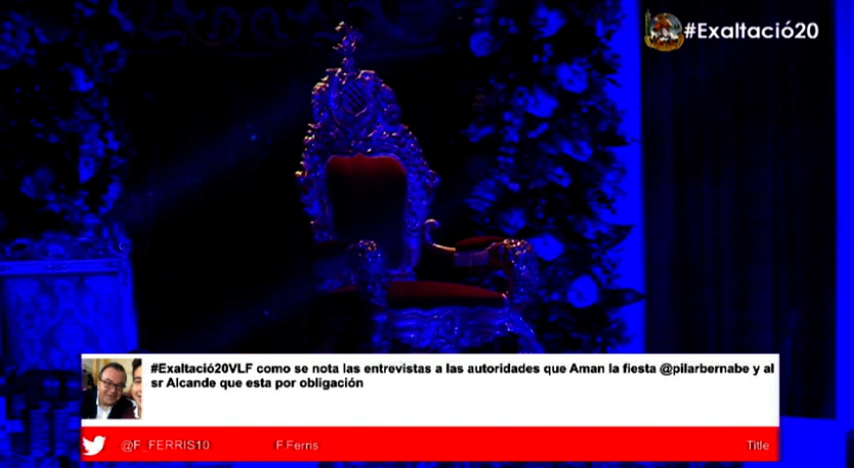 #Exaltació20
#Exaltació20VLF como se nota las entrevistas a las autoridades que Aman la fiesta @pilarbernabe y al
sr Alcande que esta por obligación
@F_FERRIS10 F.Ferris Title